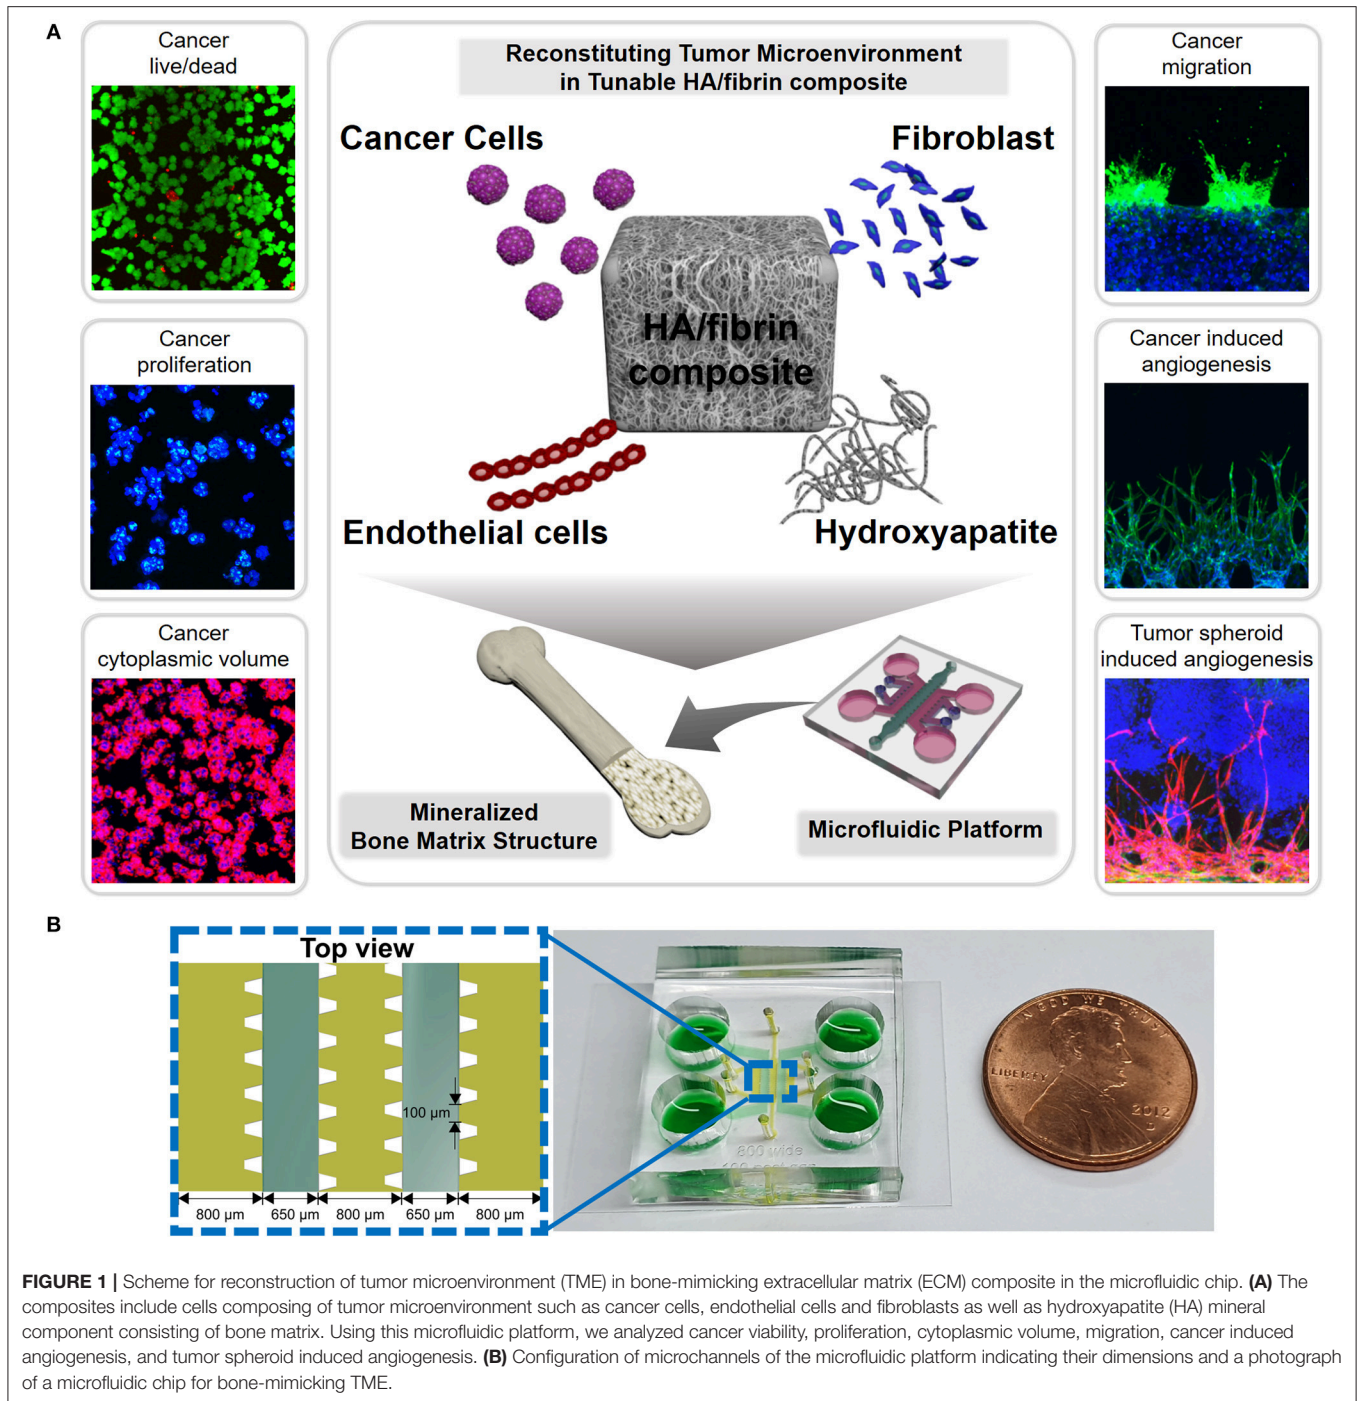 A
Cancer
live/dead
Cancer
proliferation
Cancer
cytoplasmic volume
Reconstituting Tumor Microenvironment
in Tunable HA/fibrin composite
Cancer Cells
Fibroblast
HA/fibrin
composite
Endothelial cells
Hydroxyapatite
Mineralized
Bone Matrix Structure
Microfluidic Platform
Cancer
migration
Cancer induced
angiogenesis
Tumor spheroid
induced angiogenesis
B
Top view
100 µm
800 µm 650 µm 800 µm 650 µm 800 µm
800 wide
IN GOD WE TRUST
LIBERTY
2012
D
FIGURE 1 | Scheme for reconstruction of tumor microenvironment (TME) in bone-mimicking extracellular matrix (ECM) composite in the microfluidic chip. (A) The
composites include cells composing of tumor microenvironment such as cancer cells, endothelial cells and fibroblasts as well as hydroxyapatite (HA) mineral
component consisting of bone matrix. Using this microfluidic platform, we analyzed cancer viability, proliferation, cytoplasmic volume, migration, cancer induced
angiogenesis, and tumor spheroid induced angiogenesis. (B) Configuration of microchannels of the microfluidic platform indicating their dimensions and a photograph
of a microfluidic chip for bone-mimicking TME.